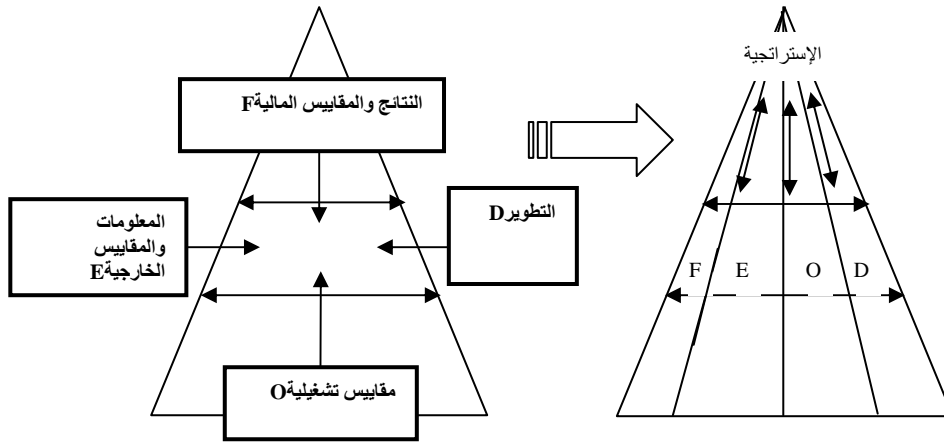 الإستراتجية
النتائج والمقاييس الماليةF
المعلومات
والمقاييس
الخارجيةE
التطويرD
F E O D
مقاييس تشغيليةO